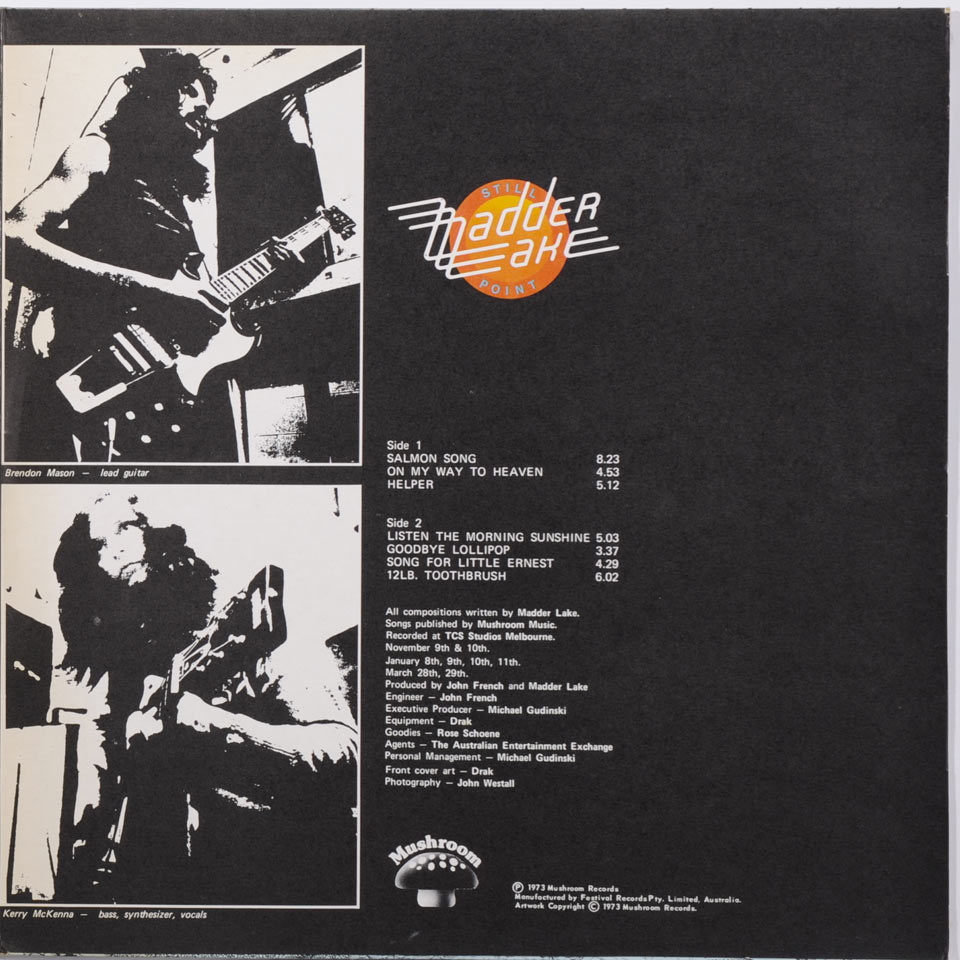 STILL
Madder
Lake
POINT
Brendon Mason — lead guitar
Kerry McKenna — bass, synthesizer, vocals
Side 1
SALMON SONG 8.23
ON MY WAY TO HEAVEN 4.53
HELPER 5.12
Side 2
LISTEN THE MORNING SUNSHINE 5.03
GOODBYE LOLLIPOP 3.37
SONG FOR LITTLE ERNEST 4.29
12LB. TOOTHBRUSH 6.02
All compositions written by Madder Lake.
Songs published by Mushroom Music.
Recorded at TCS Studios Melbourne.
November 9th & 10th.
January 8th, 9th, 10th, 11th.
March 28th, 29th.
Produced by John French and Madder Lake
Engineer — John French
Executive Producer — Michael Gudinski
Equipment — Drak
Goodies — Rose Schoene
Agents — The Australian Entertainment Exchange
Personal Management — Michael Gudinski
Front cover art — Drak
Photography — John Westall
Mushroom
Ⓟ 1973 Mushroom Records
Manufactured by Festival Records Pty. Limited, Australia.
Artwork Copyright © 1973 Mushroom Records.